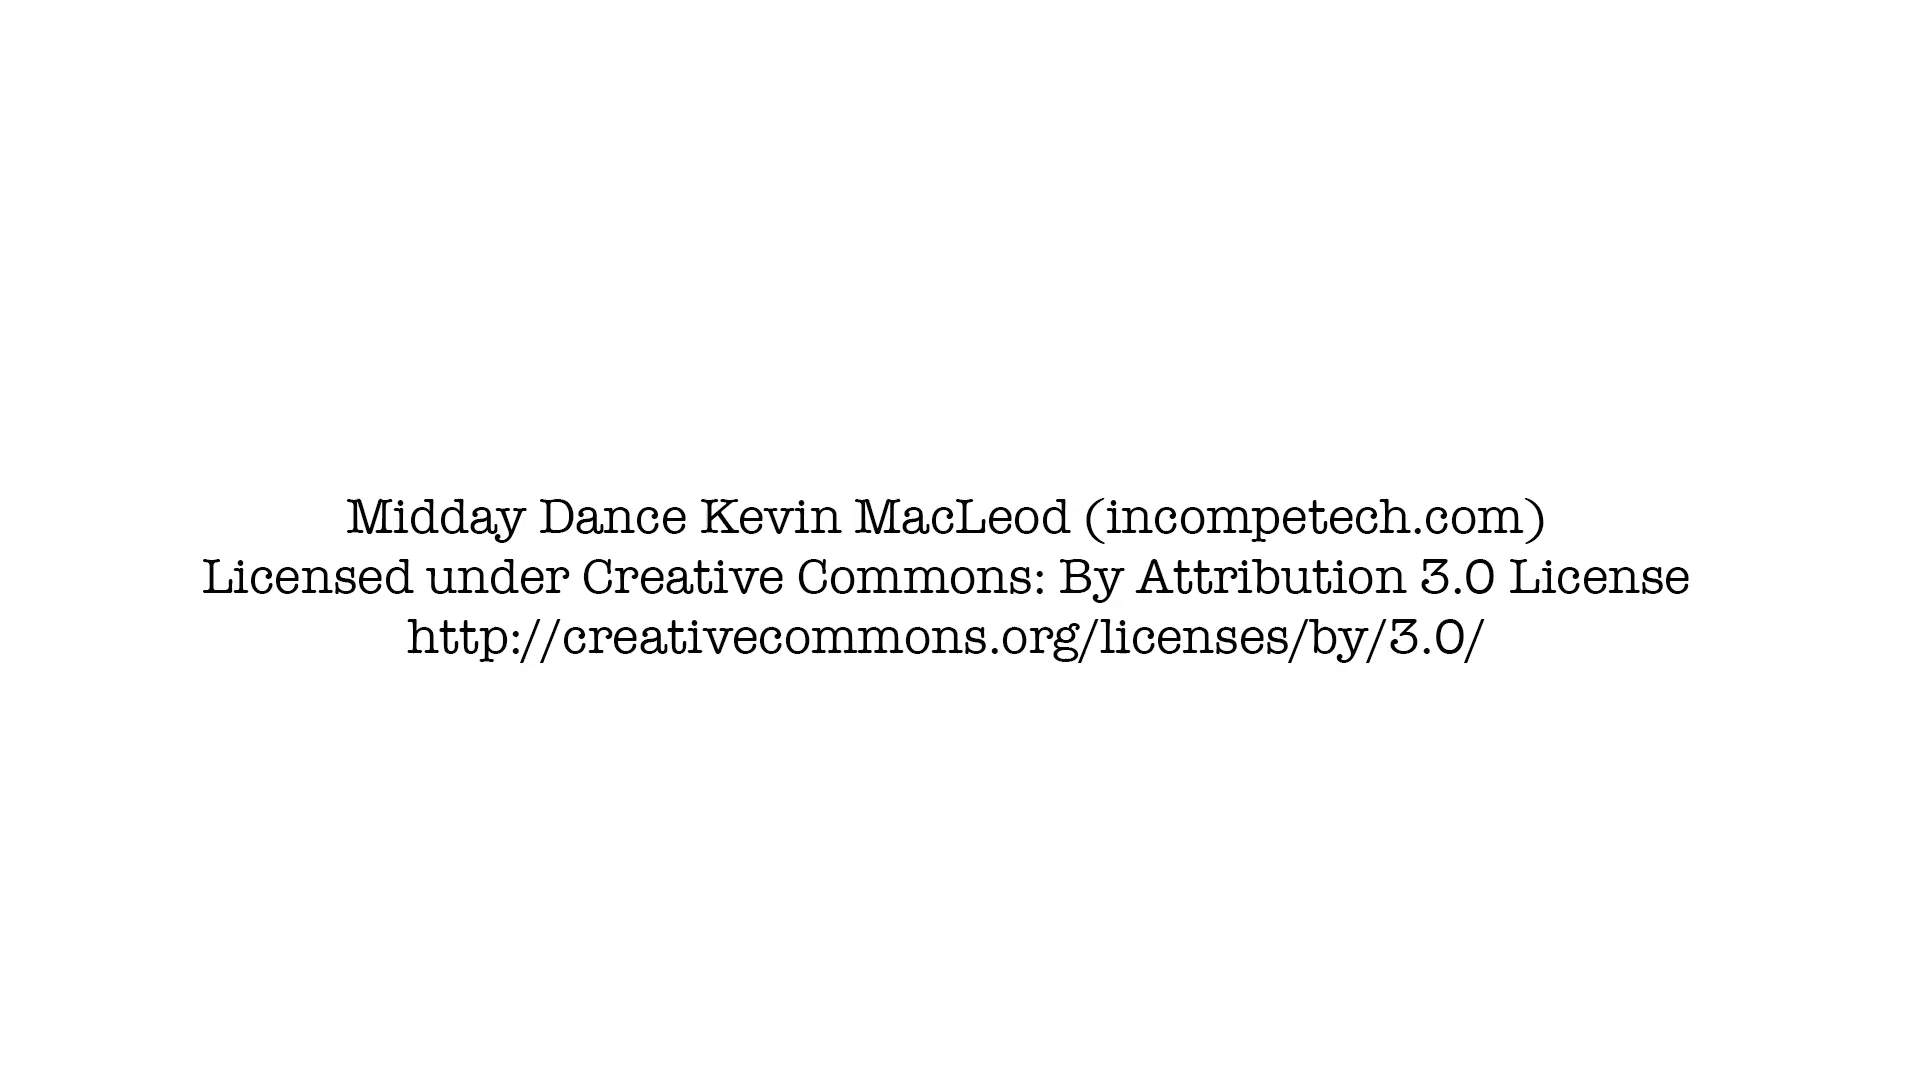 Midday Dance Kevin MacLeod (incompetech.com)
Licensed under Creative Commons: By Attribution 3.0 License
http://creativecommons.org/licenses/by/3.0/